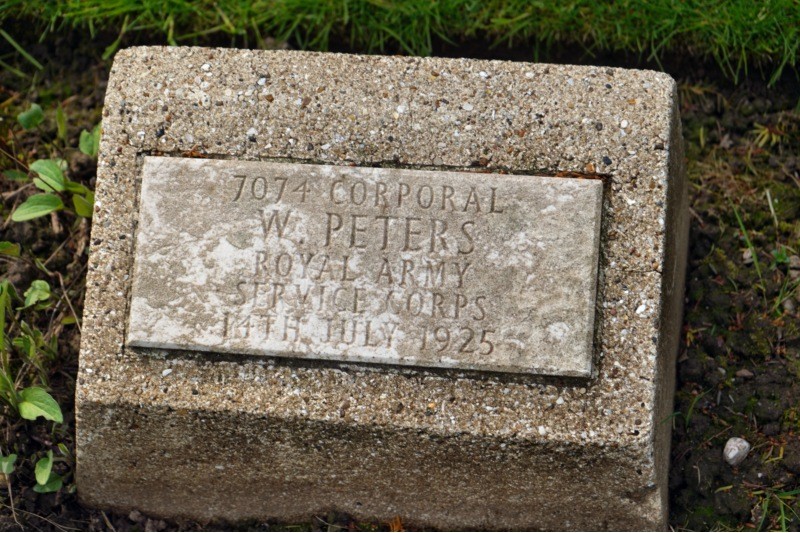 7074 CORPORAL
W. PETERS
ROYAL ARMY
SERVICE CORPS
14TH JULY 1925